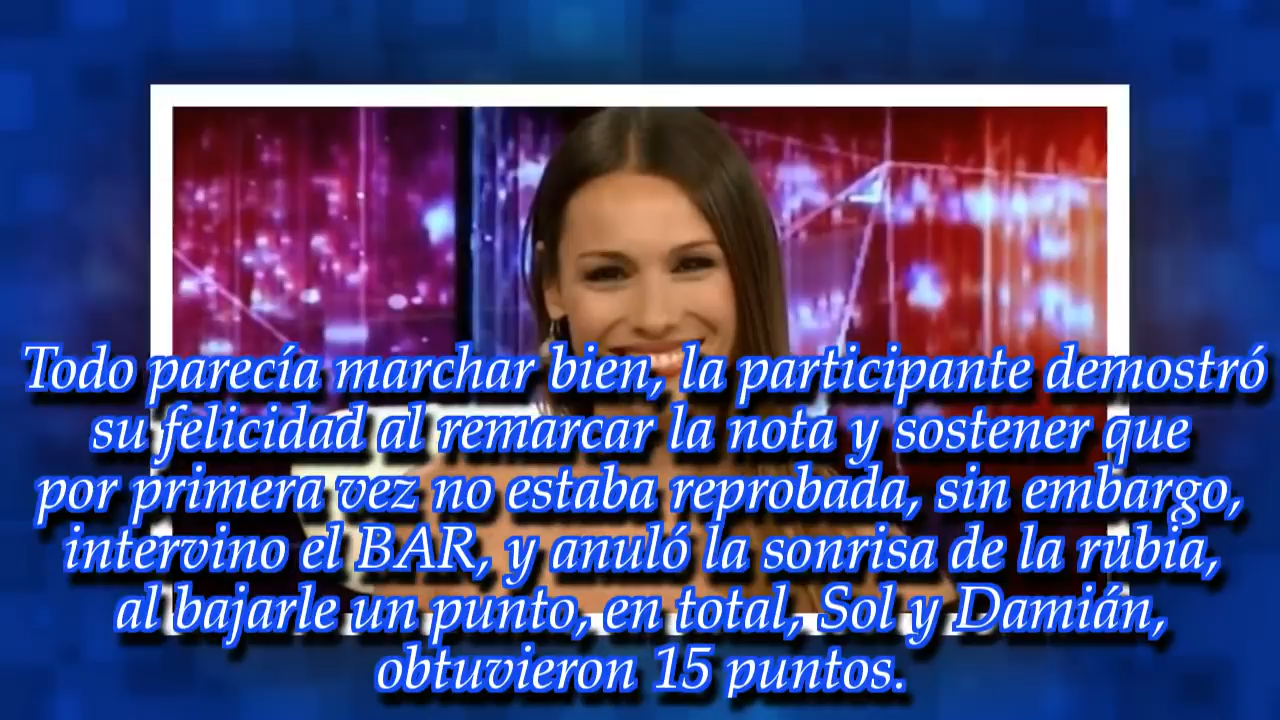 Todo parecía marchar bien, la participante demostró
su felicidad al remarcar la nota y sostener que
por primera vez no estaba reprobada, sin embargo,
intervino el BAR, y anuló la sonrisa de la rubia,
al bajarle un punto, en total, Sol y Damián,
obtuvieron 15 puntos.